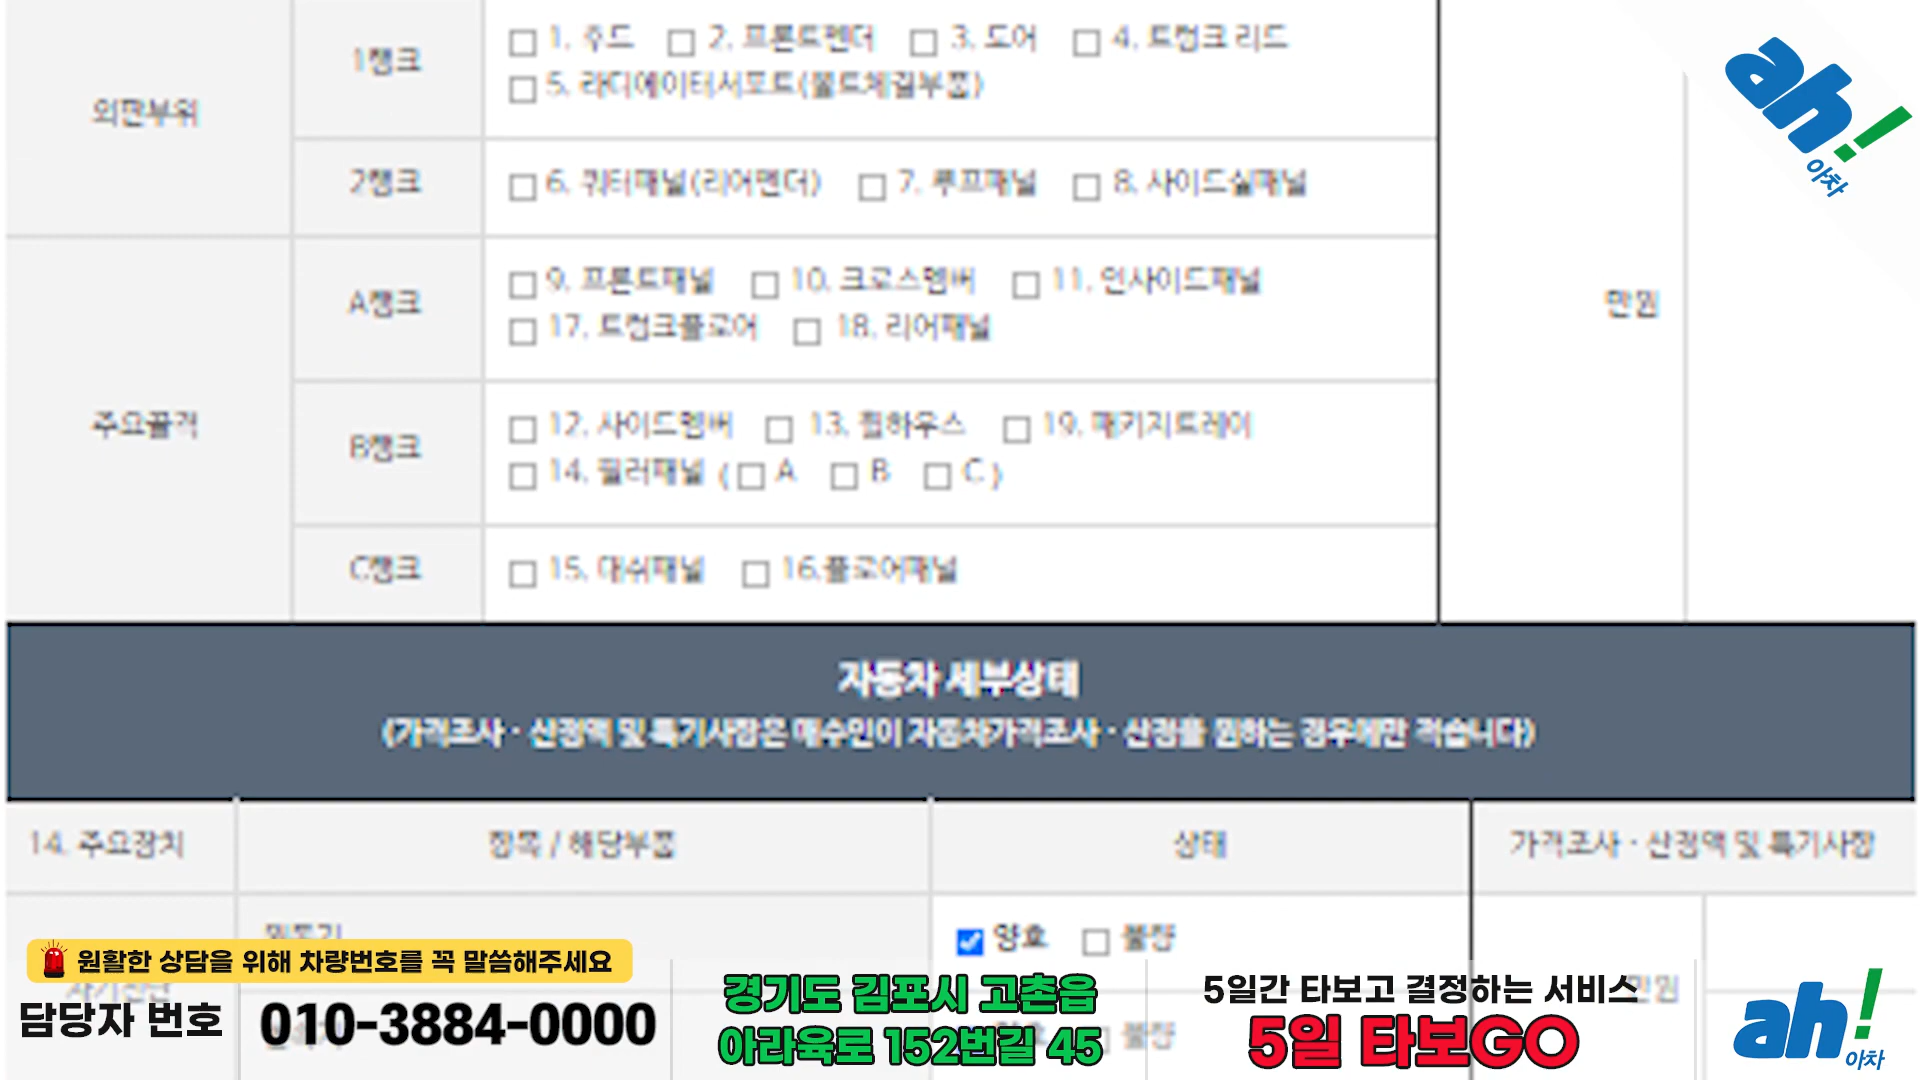 외판부위
1랭크
1. 후드 2. 프론트펜더 3. 도어 4. 트렁크 리드
5. 라디에이터서포트(볼트체결부품)
2랭크
6. 쿼터패널(리어펜더) 7. 루프패널 8. 사이드실패널
만원
주요골격
A랭크
9. 프론트패널 10. 크로스멤버 11. 인사이드패널
17. 트렁크플로어 18. 리어패널
B랭크
12. 사이드멤버 13. 휠하우스 19. 패키지트레이
14. 필러패널 ( A B C )
C랭크
15. 대쉬패널 16.플로어패널
자동차 세부상태
(가격조사 · 산정액 및 특기사항은 매수인이 자동차가격조사 · 산정을 원하는 경우에만 적습니다)
14. 주요장치 항목 / 해당부품 상태 가격조사 · 산정액 및 특기사항
원동기 양호 불량
만원
양호 불량
원활한 상담을 위해 차량번호를 꼭 말씀해주세요
담당자 번호 010-3884-0000
경기도 김포시 고촌읍
아라육로 152번길 45
5일간 타보고 결정하는 서비스
5일 타보GO
ah! 아차
ah! 아차